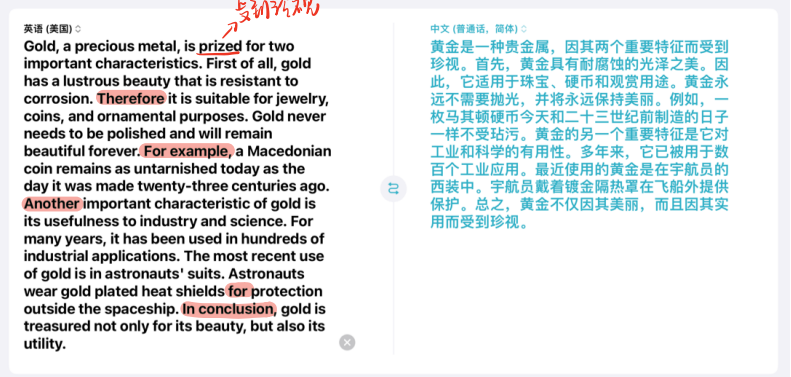 受到珍视
英语 (美国)
Gold, a precious metal, is prized for two
important characteristics. First of all, gold
has a lustrous beauty that is resistant to
corrosion. Therefore it is suitable for jewelry,
coins, and ornamental purposes. Gold never
needs to be polished and will remain
beautiful forever. For example, a Macedonian
coin remains as untarnished today as the
day it was made twenty-three centuries ago.
Another important characteristic of gold is
its usefulness to industry and science. For
many years, it has been used in hundreds of
industrial applications. The most recent use
of gold is in astronauts' suits. Astronauts
wear gold plated heat shields for protection
outside the spaceship. In conclusion, gold is
treasured not only for its beauty, but also its
utility.
中文 (普通话，简体)
黄金是一种贵金属，因其两个重要特征而受到
珍视。首先，黄金具有耐腐蚀的光泽之美。因
此，它适用于珠宝、硬币和观赏用途。黄金永
远不需要抛光，并将永远保持美丽。例如，一
枚马其顿硬币今天和二十三世纪前制造的日子
一样不受玷污。黄金的另一个重要特征是它对
工业和科学的有用性。多年来，它已被用于数
百个工业应用。最近使用的黄金是在宇航员的
西装中。宇航员戴着镀金隔热罩在飞船外提供
保护。总之，黄金不仅因其美丽，而且因其实
用而受到珍视。